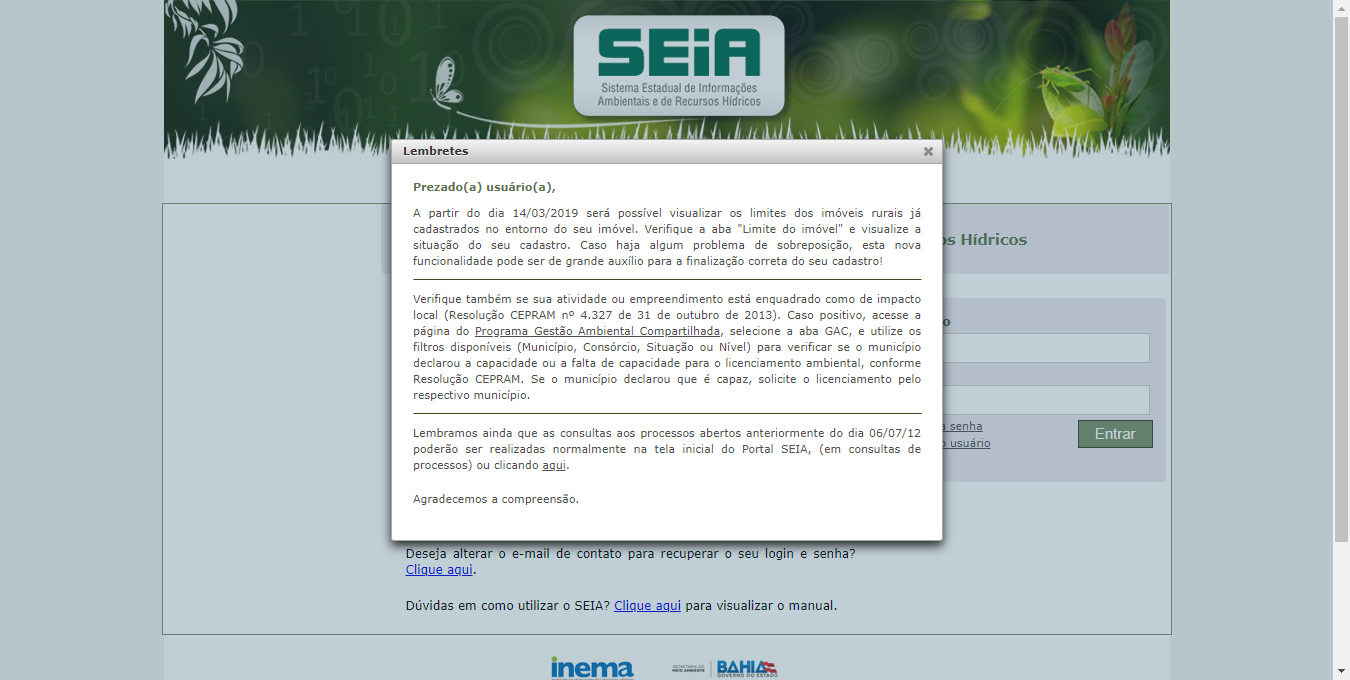 SEiA
Sistema Estadual de Informações
Ambientais e de Recursos Hídricos
Lembretes
Prezado(a) usuário(a),
A partir do dia 14/03/2019 será possível visualizar os limites dos imóveis rurais já
cadastrados no entorno do seu imóvel. Verifique a aba "Limite do imóvel" e visualize a
situação do seu cadastro. Caso haja algum problema de sobreposição, esta nova
funcionalidade pode ser de grande auxílio para a finalização correta do seu cadastro!
Verifique também se sua atividade ou empreendimento está enquadrado como de impacto
local (Resolução CEPRAM nº 4.327 de 31 de outubro de 2013). Caso positivo, acesse a
página do Programa Gestão Ambiental Compartilhada, selecione a aba GAC, e utilize os
filtros disponíveis (Município, Consórcio, Situação ou Nível) para verificar se o município
declarou a capacidade ou a falta de capacidade para o licenciamento ambiental, conforme
Resolução CEPRAM. Se o município declarou que é capaz, solicite o licenciamento pelo
respectivo município.
Lembramos ainda que as consultas aos processos abertos anteriormente do dia 06/07/12
poderão ser realizadas normalmente na tela inicial do Portal SEIA, (em consultas de
processos) ou clicando aqui.
Agradecemos a compreensão.
os Hídricos
o
a senha
o usuário
Entrar
Deseja alterar o e-mail de contato para recuperar o seu login e senha?
Clique aqui.
Dúvidas em como utilizar o SEIA? Clique aqui para visualizar o manual.
inema
SECRETARIA DO
MEIO AMBIENTE
BAHIA
GOVERNO DO ESTADO